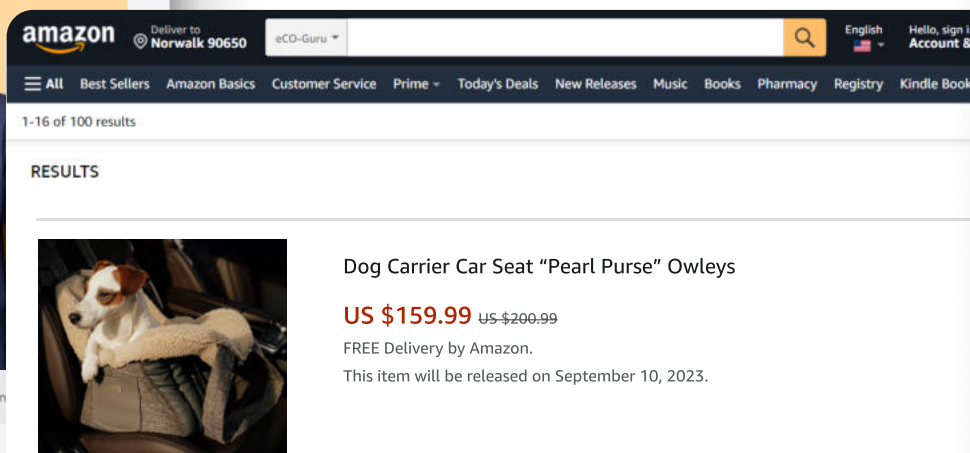 amazon
Deliver to
Norwalk 90650
eCO-Guru
English
Hello, sign i
Account &
All Best Sellers Amazon Basics Customer Service Prime Today's Deals New Releases Music Books Pharmacy Registry Kindle Book
1-16 of 100 results
RESULTS
Dog Carrier Car Seat “Pearl Purse” Owleys
US $159.99 US $200.99
FREE Delivery by Amazon.
This item will be released on September 10, 2023.